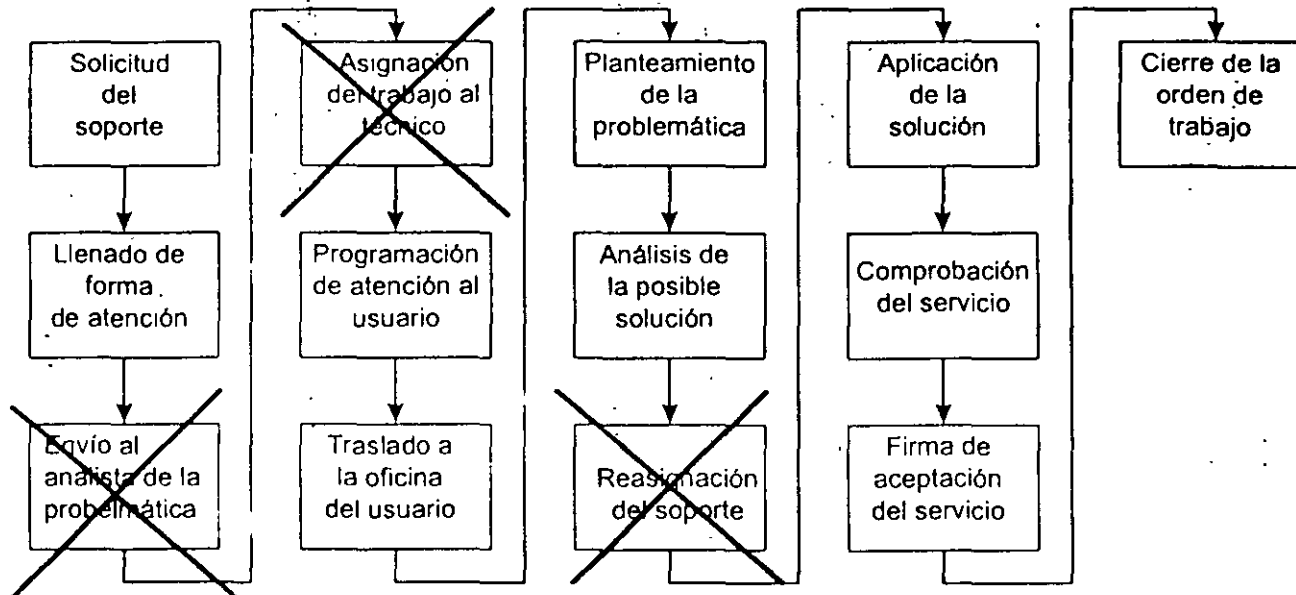 Solicitud
del
soporte
Llenado de
forma
de atención
Envío al
analista de la
probelmática
Asignación
del trabajo al
técnico
Programación
de atención al
usuario
Traslado a
la oficina
del usuario
Planteamiento
de la
problemática
Análisis de
la posible
solución
Reasignación
del soporte
Aplicación
de la
solución
Comprobación
del servicio
Firma de
aceptación
del servicio
Cierre de la
orden de
trabajo